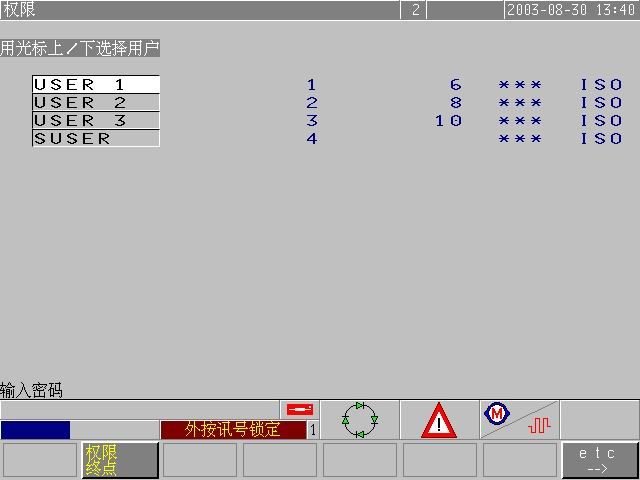 权限 2 2003-08-30 13:40
用光标上/下选择用户
USER 1 1 6 *** ISO
USER 2 2 8 *** ISO
USER 3 3 10 *** ISO
SUSER 4 *** ISO
输入密码
M
外按讯号锁定 1
权限
终点
etc
-->